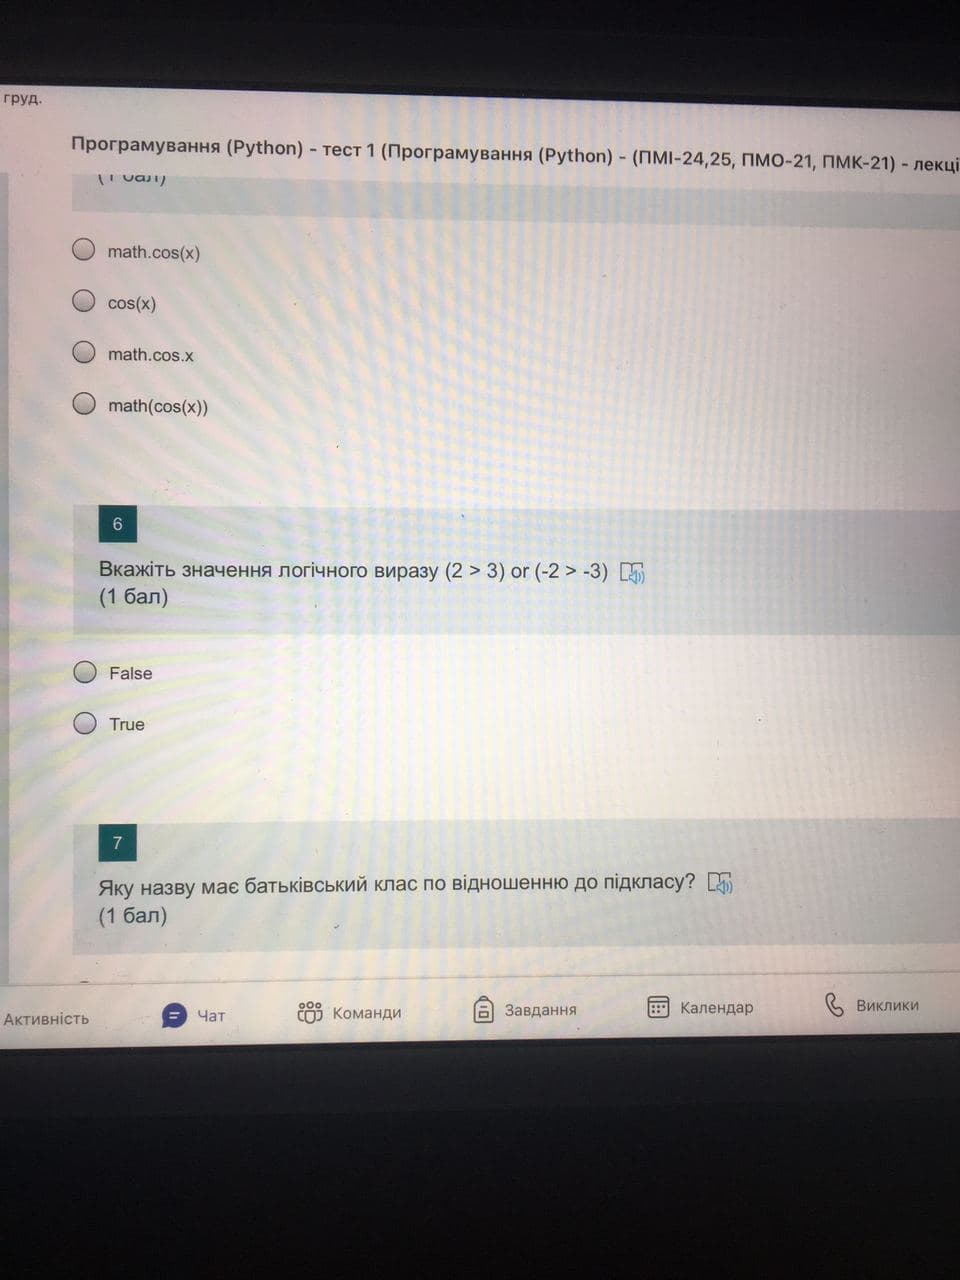 груд.
Програмування (Python) - тест 1 (Програмування (Python) - (ПМІ-24,25, ПМО-21, ПМК-21) - лекці
(1 бал)
math.cos(x)
cos(x)
math.cos.x
math(cos(x))
6
Вкажіть значення логічного виразу (2 > 3) or (-2 > -3)
(1 бал)
False
True
7
Яку назву має батьківський клас по відношенню до підкласу?
(1 бал)
Активність Чат Команди Завдання Календар Виклики